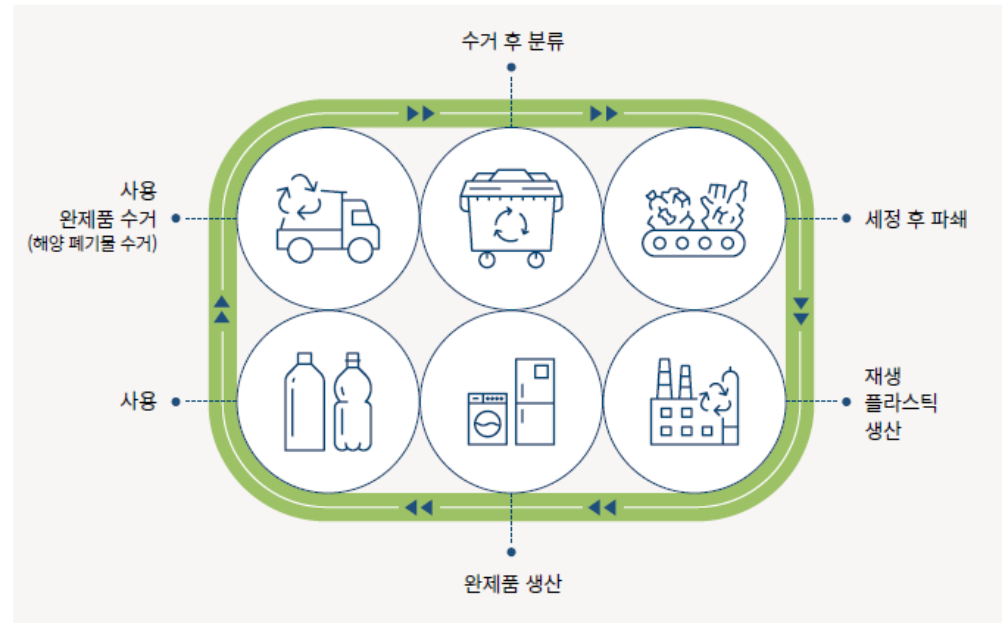 수거 후 분류
사용
완제품 수거
(해양 폐기물 수거)
세정 후 파쇄
사용
재생
플라스틱
생산
완제품 생산